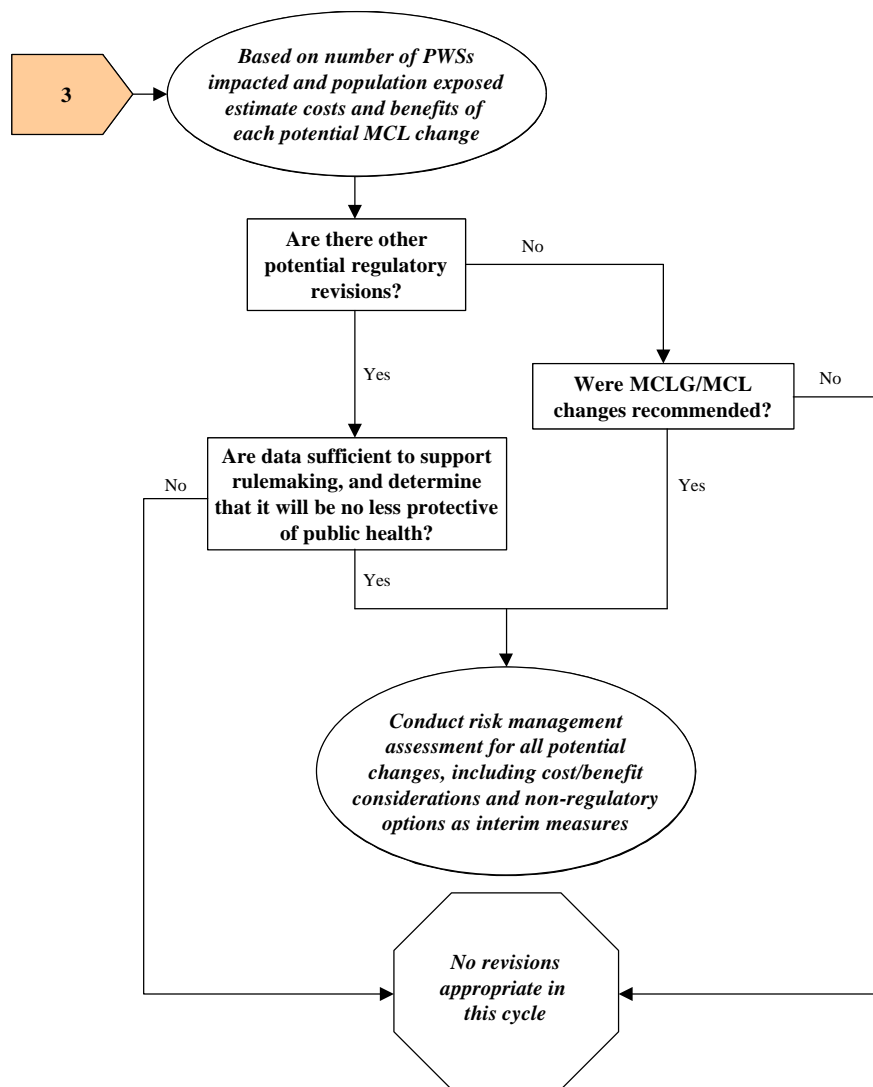 3
Based on number of PWSs
impacted and population exposed
estimate costs and benefits of
each potential MCL change
Are there other
potential regulatory
revisions?
No
Yes
Were MCLG/MCL
changes recommended?
No
Are data sufficient to support
rulemaking, and determine
that it will be no less protective
of public health?
No
Yes
Yes
Conduct risk management
assessment for all potential
changes, including cost/benefit
considerations and non-regulatory
options as interim measures
No revisions
appropriate in
this cycle